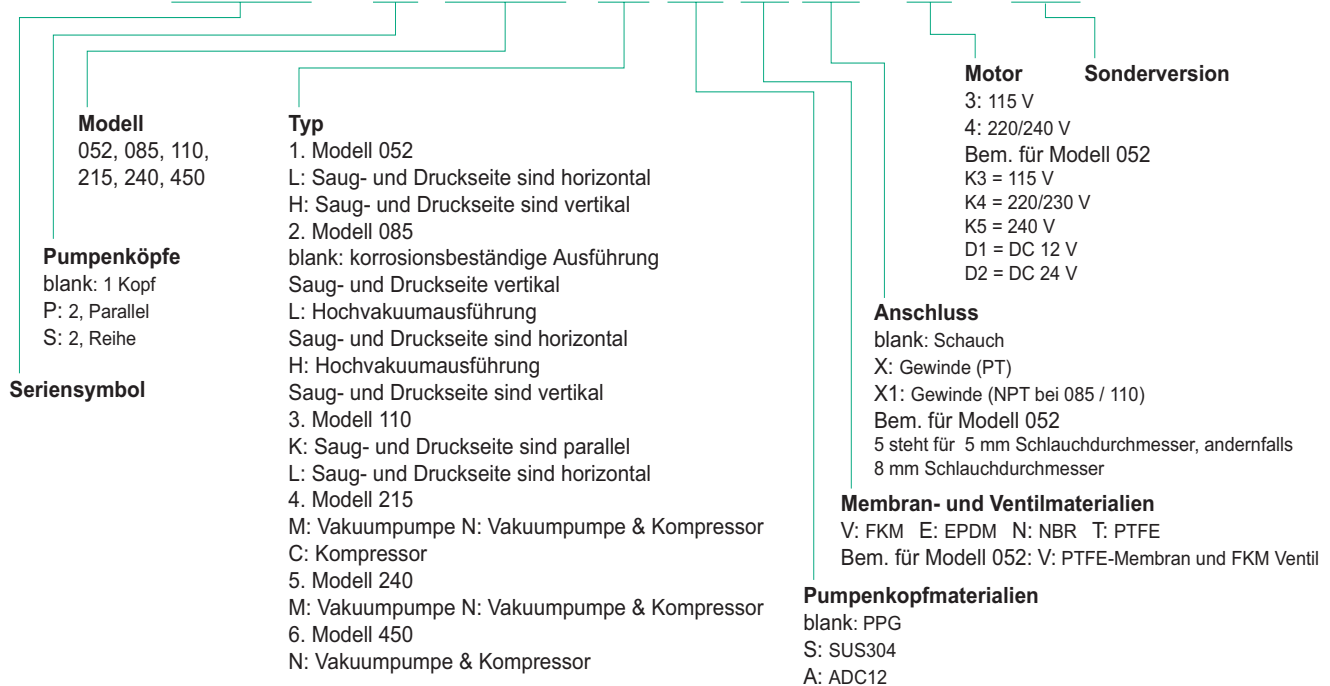 Motor
3: 115 V
4: 220/240 V
Bem. für Modell 052
K3 = 115 V
K4 = 220/230 V
K5 = 240 V
D1 = DC 12 V
D2 = DC 24 V
Sonderversion
Modell
052, 085, 110,
215, 240, 450
Typ
1. Modell 052
L: Saug- und Druckseite sind horizontal
H: Saug- und Druckseite sind vertikal
2. Modell 085
blank: korrosionsbeständige Ausführung
Saug- und Druckseite vertikal
L: Hochvakuumausführung
Saug- und Druckseite sind horizontal
H: Hochvakuumausführung
Saug- und Druckseite sind vertikal
3. Modell 110
K: Saug- und Druckseite sind parallel
L: Saug- und Druckseite sind horizontal
4. Modell 215
M: Vakuumpumpe N: Vakuumpumpe & Kompressor
C: Kompressor
5. Modell 240
M: Vakuumpumpe N: Vakuumpumpe & Kompressor
6. Modell 450
N: Vakuumpumpe & Kompressor
Pumpenköpfe
blank: 1 Kopf
P: 2, Parallel
S: 2, Reihe
Seriensymbol
Anschluss
blank: Schauch
X: Gewinde (PT)
X1: Gewinde (NPT bei 085 / 110)
Bem. für Modell 052
5 steht für 5 mm Schlauchdurchmesser, andernfalls
8 mm Schlauchdurchmesser
Membran- und Ventilmaterialien
V: FKM E: EPDM N: NBR T: PTFE
Bem. für Modell 052: V: PTFE-Membran und FKM Ventil
Pumpenkopfmaterialien
blank: PPG
S: SUS304
A: ADC12